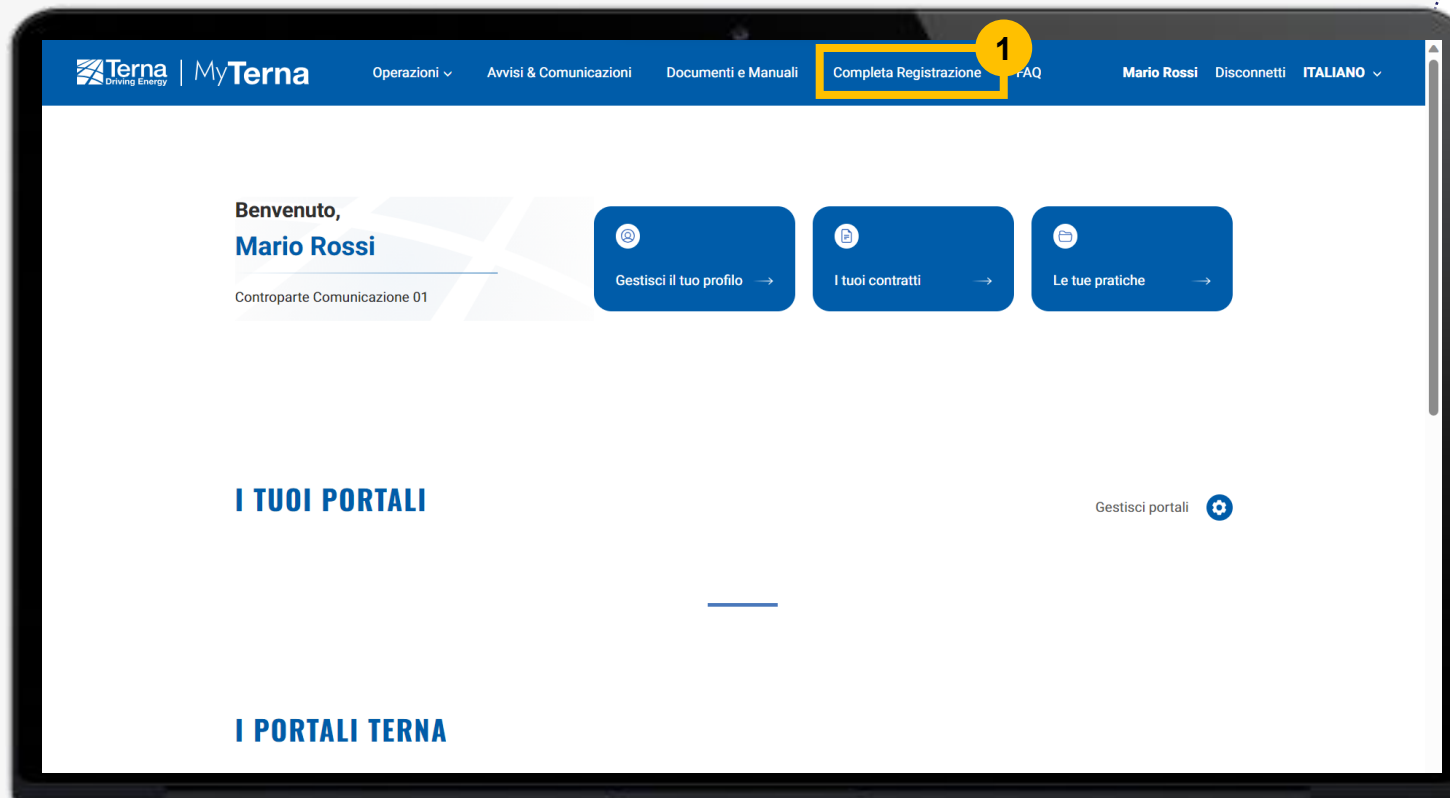 1
Terna
Driving Energy
MyTerna
Operazioni
Avvisi & Comunicazioni
Documenti e Manuali
Completa Registrazione
FAQ
Mario Rossi
Disconnetti
ITALIANO
Benvenuto,
Mario Rossi
Controparte Comunicazione 01
Gestisci il tuo profilo
I tuoi contratti
Le tue pratiche
I TUOI PORTALI
Gestisci portali
I PORTALI TERNA